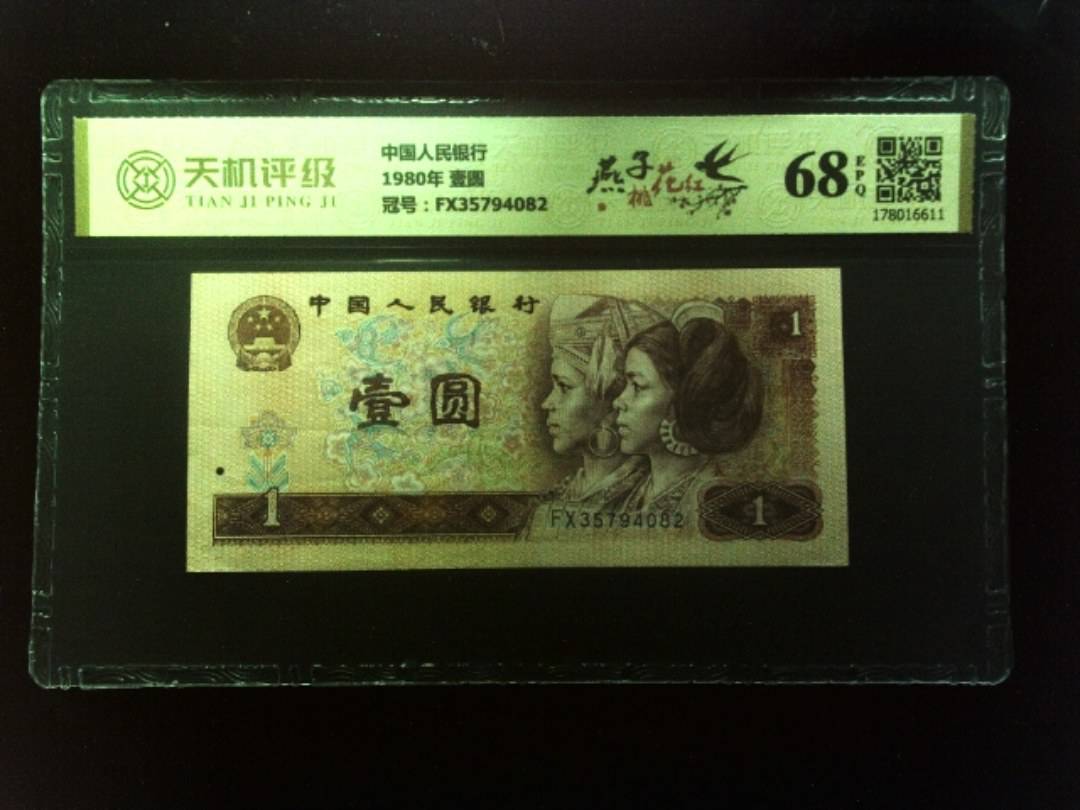 天机评级
TIAN JI PING JI
中国人民银行
1980年 壹圆
冠号：FX35794082
燕子
桃花红
68
EPQ
178016611
中国人民银行
壹圆
1
1
FX35794082
1